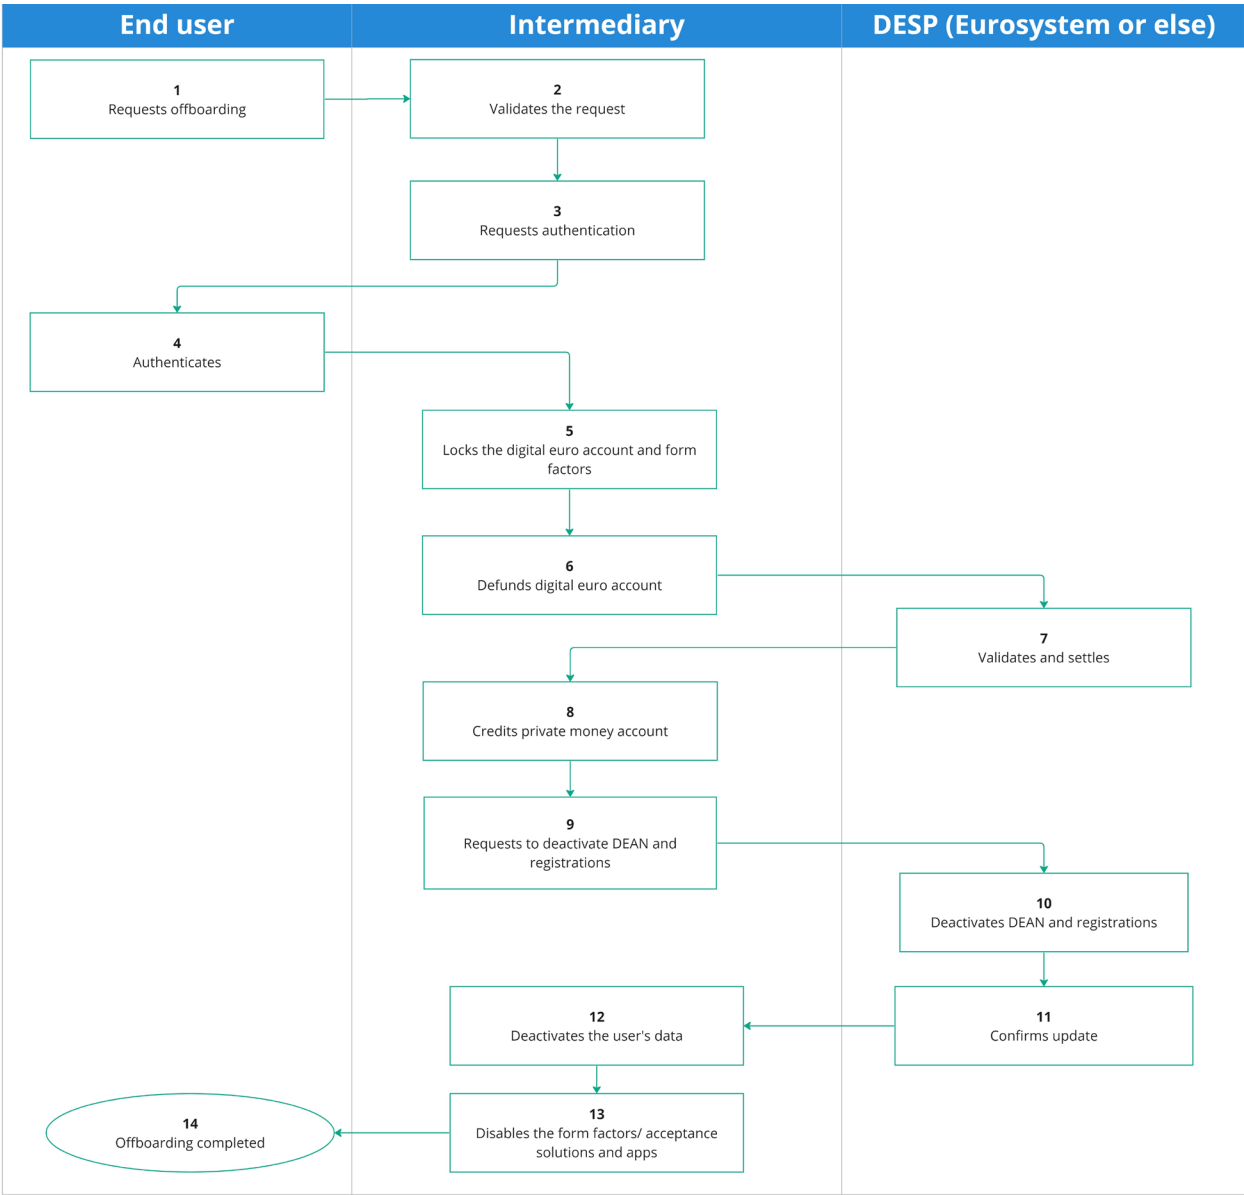 End user
Intermediary
DESP (Eurosystem or else)
1
Requests offboarding
2
Validates the request
3
Requests authentication
4
Authenticates
5
Locks the digital euro account and form
factors
6
Defunds digital euro account
7
Validates and settles
8
Credits private money account
9
Requests to deactivate DEAN and
registrations
10
Deactivates DEAN and registrations
11
Confirms update
12
Deactivates the user's data
13
Disables the form factors/ acceptance
solutions and apps
14
Offboarding completed